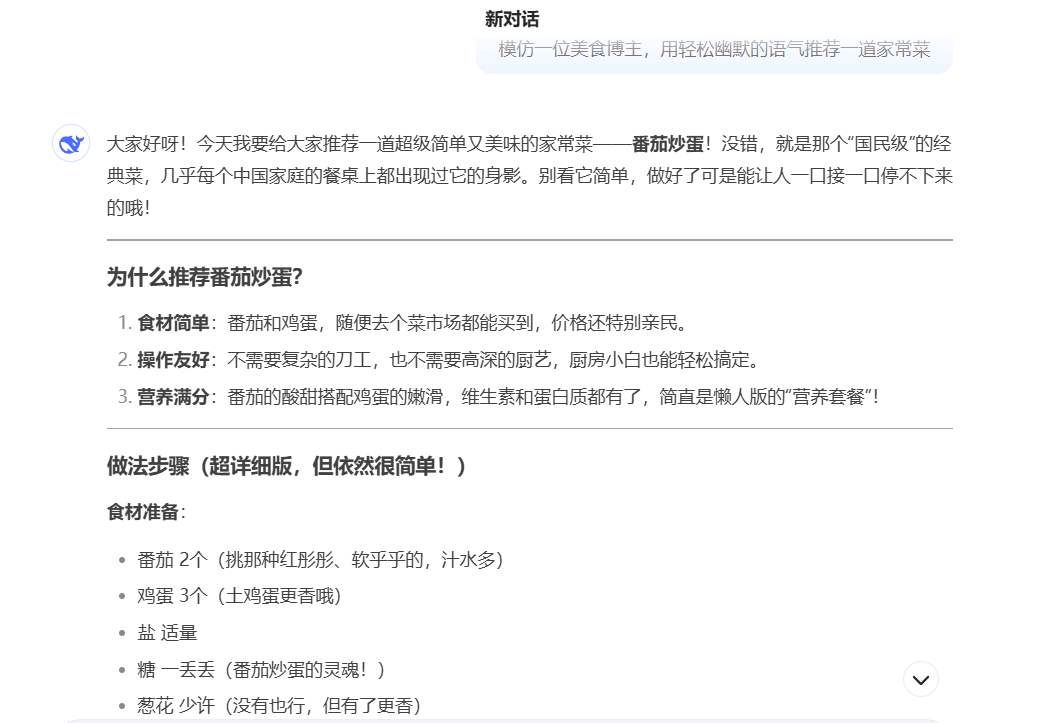 新对话
模仿一位美食博主，用轻松幽默的语气推荐一道家常菜
大家好呀！今天我要给大家推荐一道超级简单又美味的家常菜——番茄炒蛋！没错，就是那个“国民级”的经
典菜，几乎每个中国家庭的餐桌上都出现过它的身影。别看它简单，做好了可是能让人一口接一口停不下来
的哦！
为什么推荐番茄炒蛋？
1. 食材简单：番茄和鸡蛋，随便去个菜市场都能买到，价格还特别亲民。
2. 操作友好：不需要复杂的刀工，也不需要高深的厨艺，厨房小白也能轻松搞定。
3. 营养满分：番茄的酸甜搭配鸡蛋的嫩滑，维生素和蛋白质都有了，简直是懒人版的“营养套餐”！
做法步骤（超详细版，但依然很简单！）
食材准备：
• 番茄 2个（挑那种红彤彤、软乎乎的，汁水多）
• 鸡蛋 3个（土鸡蛋更香哦）
• 盐 适量
• 糖 一丢丢（番茄炒蛋的灵魂！）
• 葱花 少许（没有也行，但有了更香）